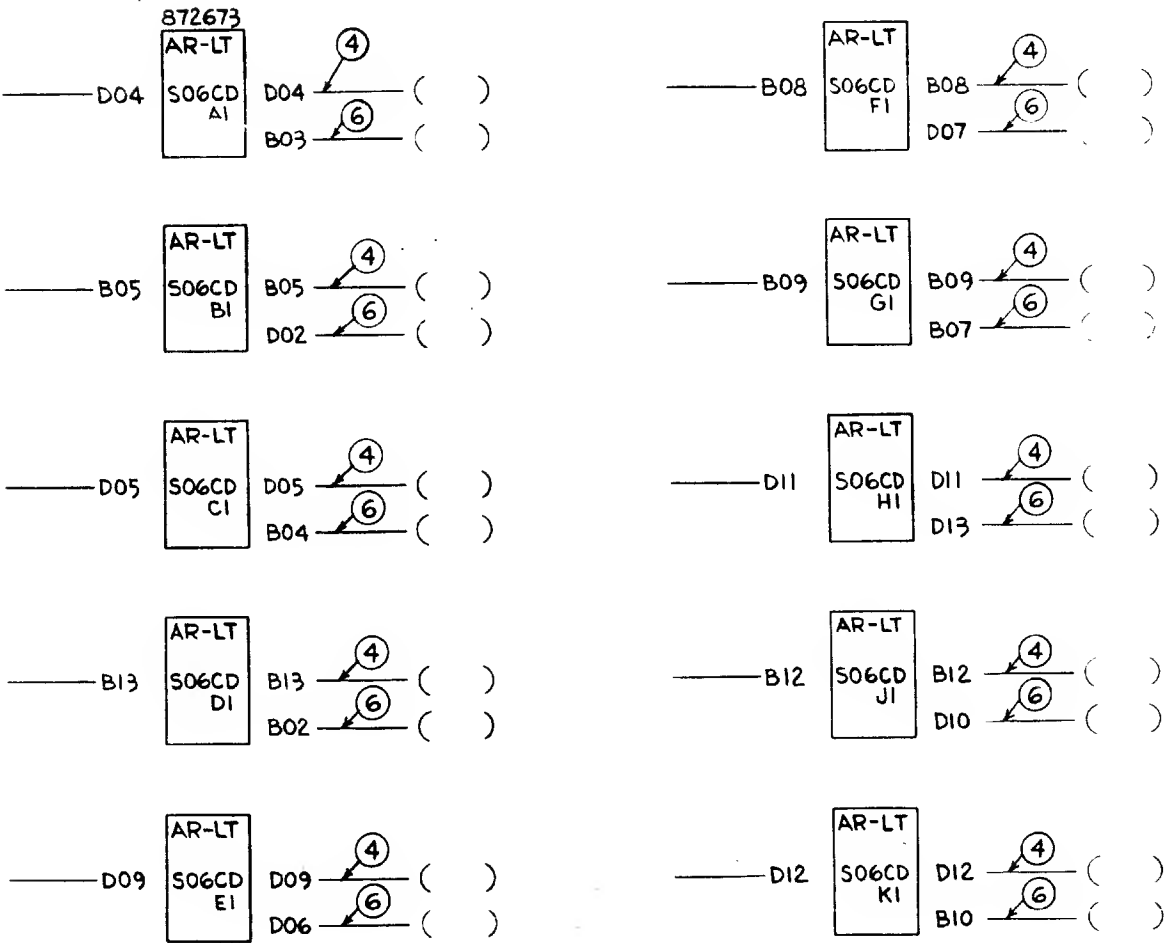 872673
AR-LT
4
D04 S06CD D04 ( )
A1 6
B03 ( )
AR-LT
4
B05 S06CD B05 ( )
B1 6
D02 ( )
AR-LT
4
D05 S06CD D05 ( )
C1 6
B04 ( )
AR-LT
4
B13 S06CD B13 ( )
D1 6
B02 ( )
AR-LT
4
D09 S06CD D09 ( )
E1 6
D06 ( )
AR-LT
4
B08 S06CD B08 ( )
F1 6
D07 ( )
AR-LT
4
B09 S06CD B09 ( )
G1 6
B07 ( )
AR-LT
4
D11 S06CD D11 ( )
H1 6
D13 ( )
AR-LT
4
B12 S06CD B12 ( )
J1 6
D10 ( )
AR-LT
4
D12 S06CD D12 ( )
K1 6
B10 ( )